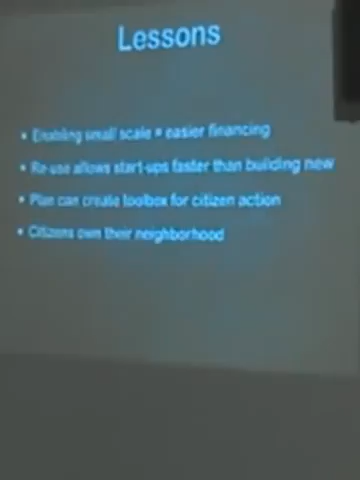 Lessons
• Enabling small scale = easier financing
• Re-use allows start-ups faster than building new
• Plan can create toolbox for citizen action
• Citizens own their neighborhood